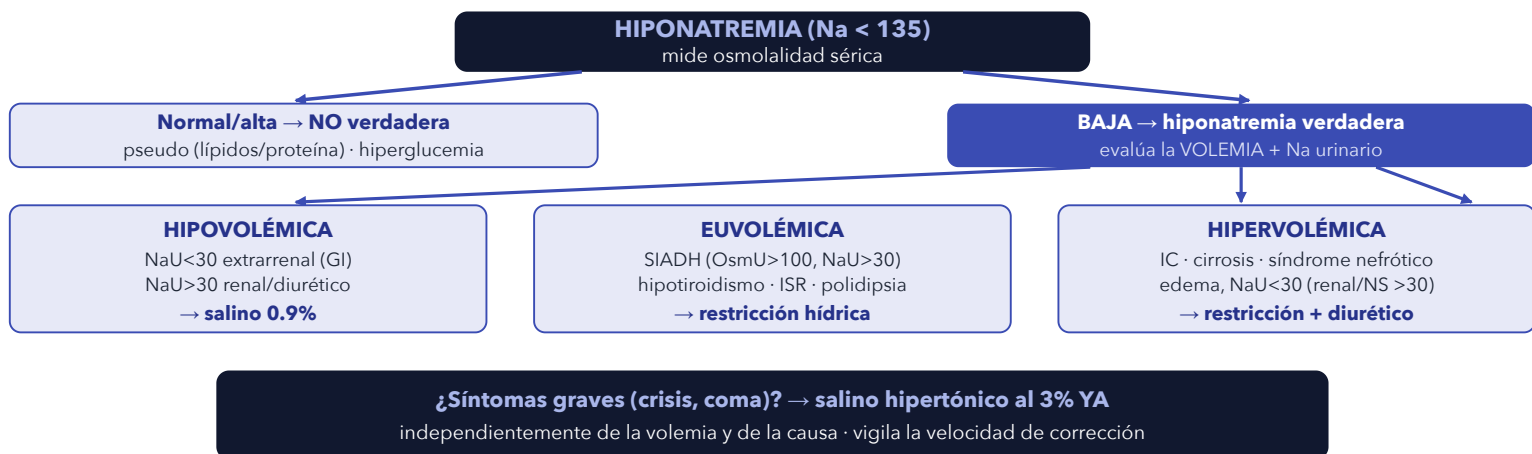 HIPONATREMIA (Na < 135)
mide osmolalidad sérica
Normal/alta → NO verdadera
pseudo (lípidos/proteína) · hiperglucemia
BAJA → hiponatremia verdadera
evalúa la VOLEMIA + Na urinario
HIPOVOLÉMICA
NaU<30 extrarrenal (GI)
NaU>30 renal/diurético
→ salino 0.9%
EUVOLÉMICA
SIADH (OsmU>100, NaU>30)
hipotiroidismo · ISR · polidipsia
→ restricción hídrica
HIPERVOLÉMICA
IC · cirrosis · síndrome nefrótico
edema, NaU<30 (renal/NS >30)
→ restricción + diurético
¿Síntomas graves (crisis, coma)? → salino hipertónico al 3% YA
independientemente de la volemia y de la causa · vigila la velocidad de corrección